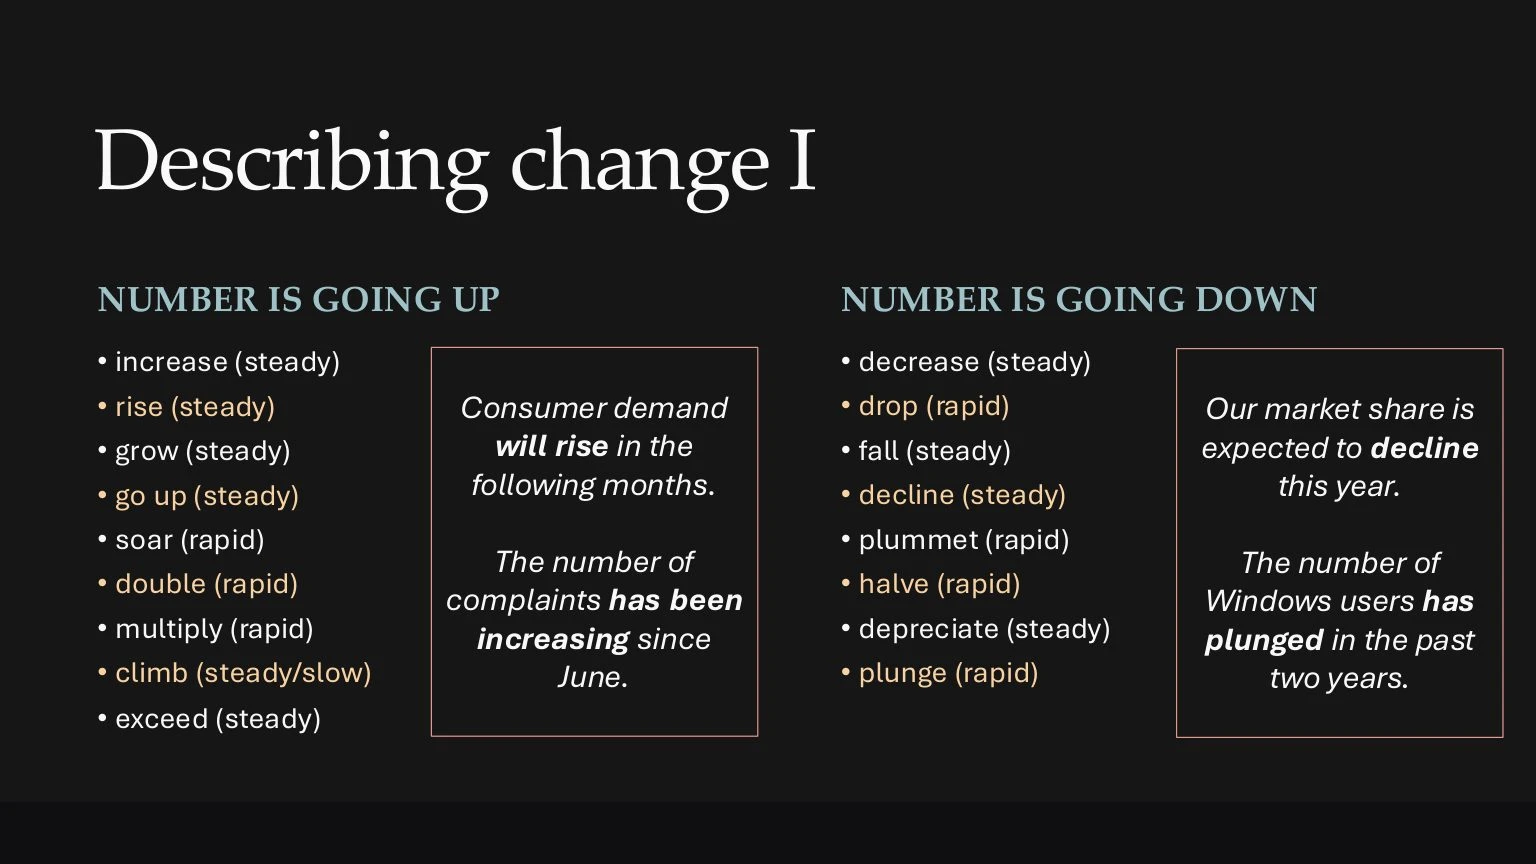 Describing change I
NUMBER IS GOING UP
• increase (steady)
• rise (steady)
• grow (steady)
• go up (steady)
• soar (rapid)
• double (rapid)
• multiply (rapid)
• climb (steady/slow)
• exceed (steady)
Consumer demand
will rise in the
following months.
The number of
complaints has been
increasing since
June.
NUMBER IS GOING DOWN
• decrease (steady)
• drop (rapid)
• fall (steady)
• decline (steady)
• plummet (rapid)
• halve (rapid)
• depreciate (steady)
• plunge (rapid)
Our market share is
expected to decline
this year.
The number of
Windows users has
plunged in the past
two years.